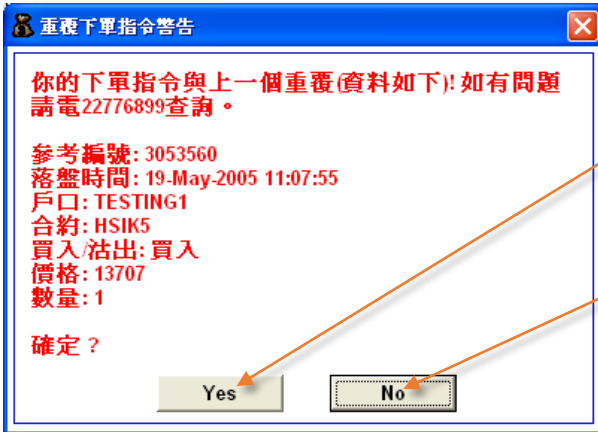 重覆下單指令警告
你的下單指令與上一個重覆(資料如下)! 如有問題
請電22776899查詢。
參考編號: 3053560
落盤時間: 19-May-2005 11:07:55
戶口: TESTING1
合約: HSIK5
買入/沽出: 買入
價格: 13707
數量: 1
確定 ?
Yes No